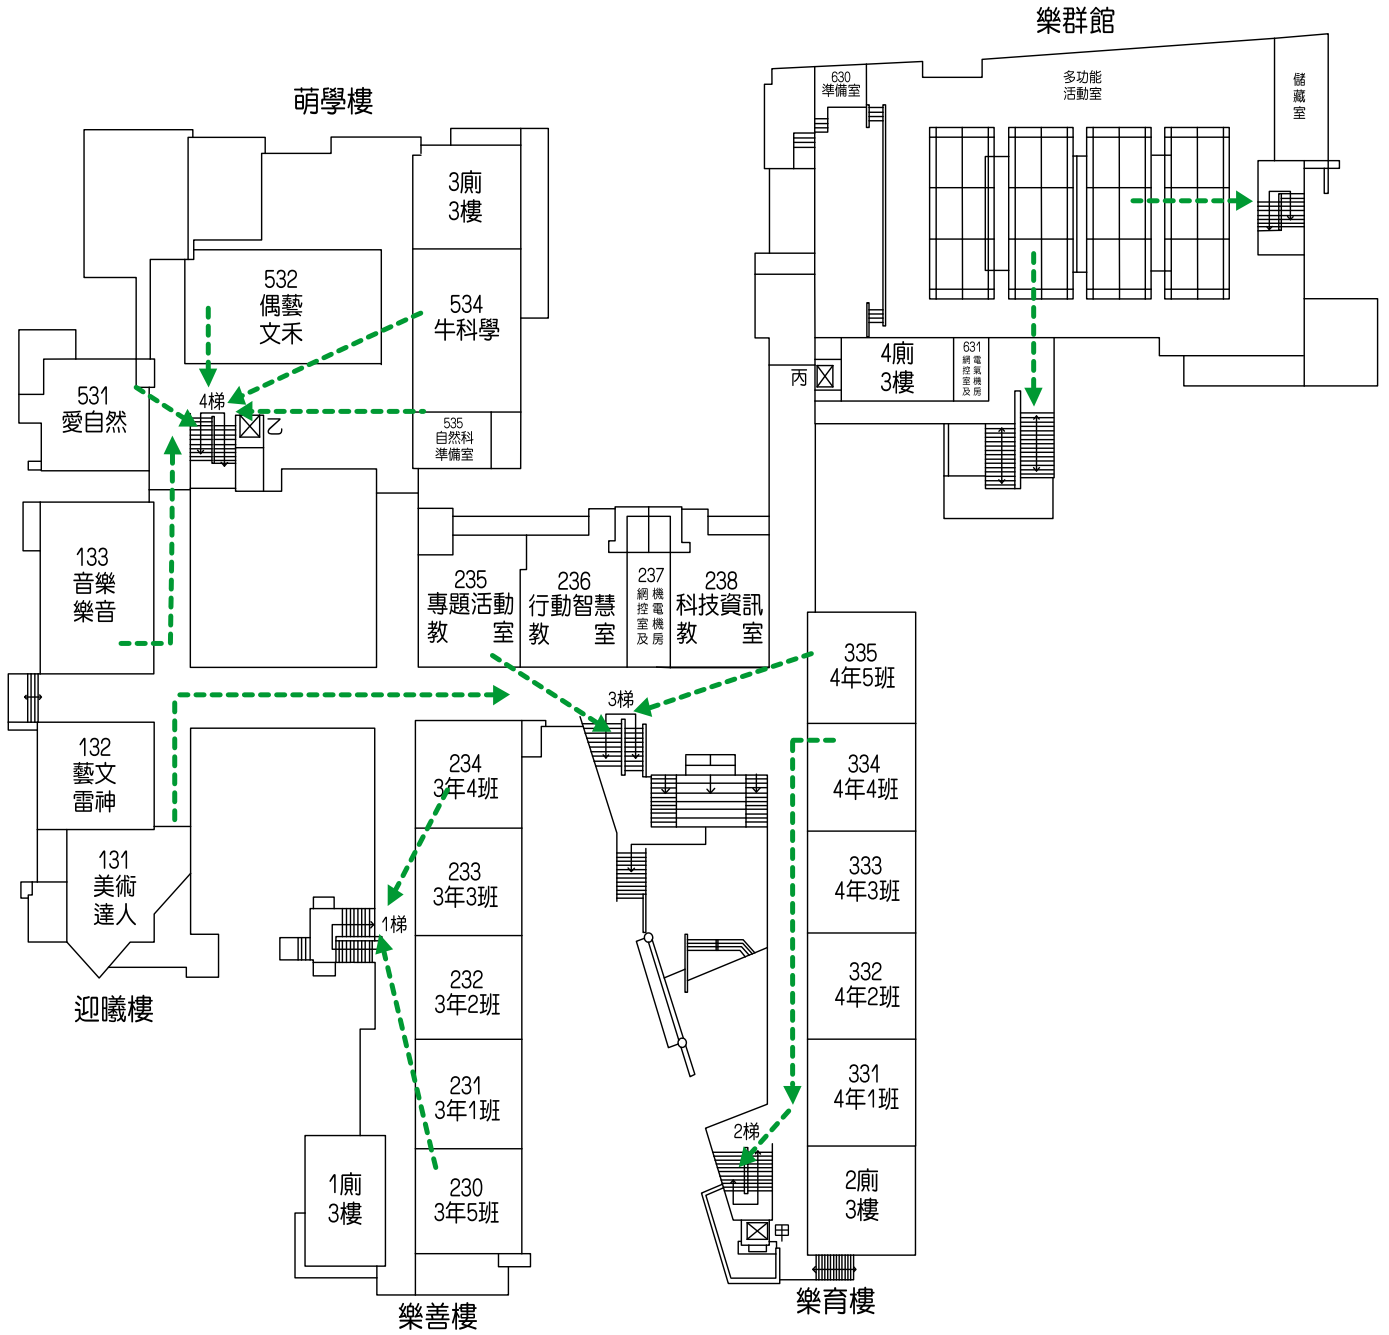 樂群館
630
準備室
多功能
活動室
儲
藏
室
萌學樓
3廁
3樓
532
偶藝
文禾
534
牛科學
4廁
3樓
631
網 電
控 氣
室 機
及 房
丙
531
愛自然
4梯
乙
535
自然科
準備室
133
音樂
樂音
235
專題活動
教 室
236
行動智慧
教 室
237
網 機
控 電
室 機
及 房
238
科技資訊
教 室
335
4年5班
3梯
132
藝文
雷神
234
3年4班
334
4年4班
131
美術
達人
233
3年3班
333
4年3班
1梯
迎曦樓
232
3年2班
332
4年2班
231
3年1班
331
4年1班
2梯
1廁
3樓
230
3年5班
2廁
3樓
甲
樂善樓
樂育樓